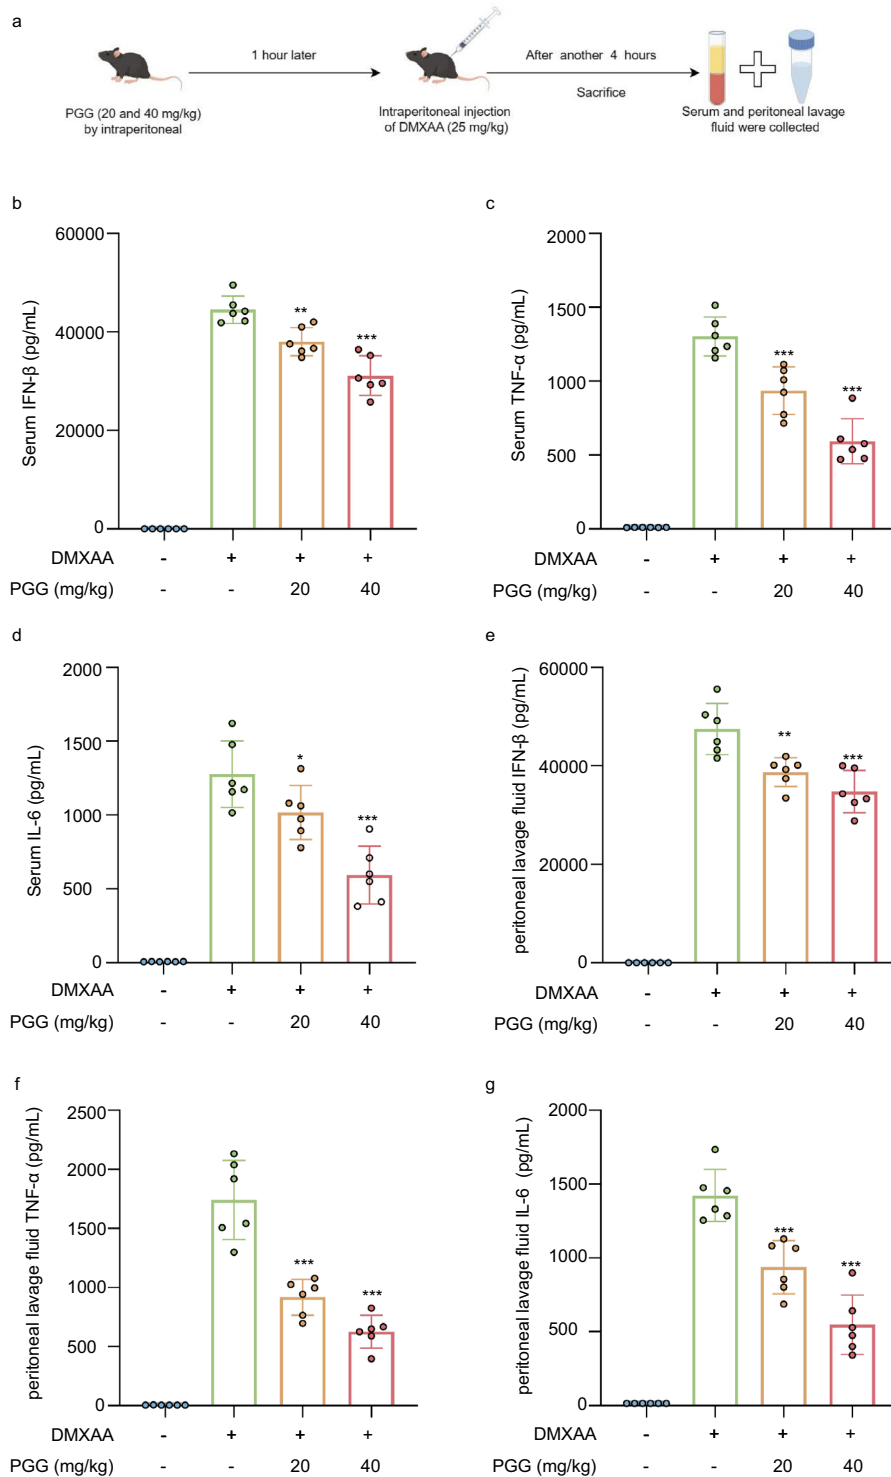 a
1 hour later
After another 4 hours
Sacrifice
PGG (20 and 40 mg/kg)
by intraperitoneal
Intraperitoneal injection
of DMXAA (25 mg/kg)
Serum and peritoneal lavage
fluid were collected
b
Serum IFN-β (pg/mL)
60000
40000
20000
0
**
***
DMXAA - + + +
PGG (mg/kg) - - 20 40
c
Serum TNF-α (pg/mL)
2000
1500
1000
500
0
***
***
DMXAA - + + +
PGG (mg/kg) - - 20 40
d
Serum IL-6 (pg/mL)
2000
1500
1000
500
0
*
***
DMXAA - + + +
PGG (mg/kg) - - 20 40
e
peritoneal lavage fluid IFN-β (pg/mL)
60000
40000
20000
0
**
***
DMXAA - + + +
PGG (mg/kg) - - 20 40
f
peritoneal lavage fluid TNF-α (pg/mL)
2500
2000
1500
1000
500
0
***
***
DMXAA - + + +
PGG (mg/kg) - - 20 40
g
peritoneal lavage fluid IL-6 (pg/mL)
2000
1500
1000
500
0
***
***
DMXAA - + + +
PGG (mg/kg) - - 20 40